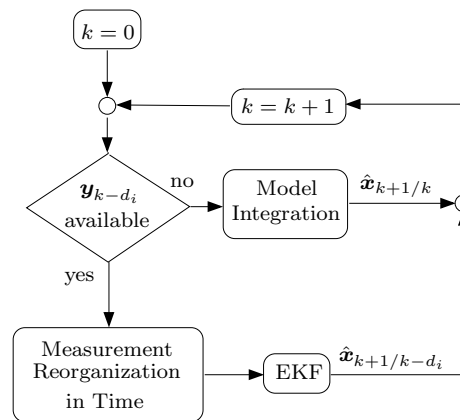 k = 0
k = k + 1
y_{k−d_i}
available
no
Model
Integration
x̂_{k+1/k}
yes
Measurement
Reorganization
in Time
EKF
x̂_{k+1/k−d_i}